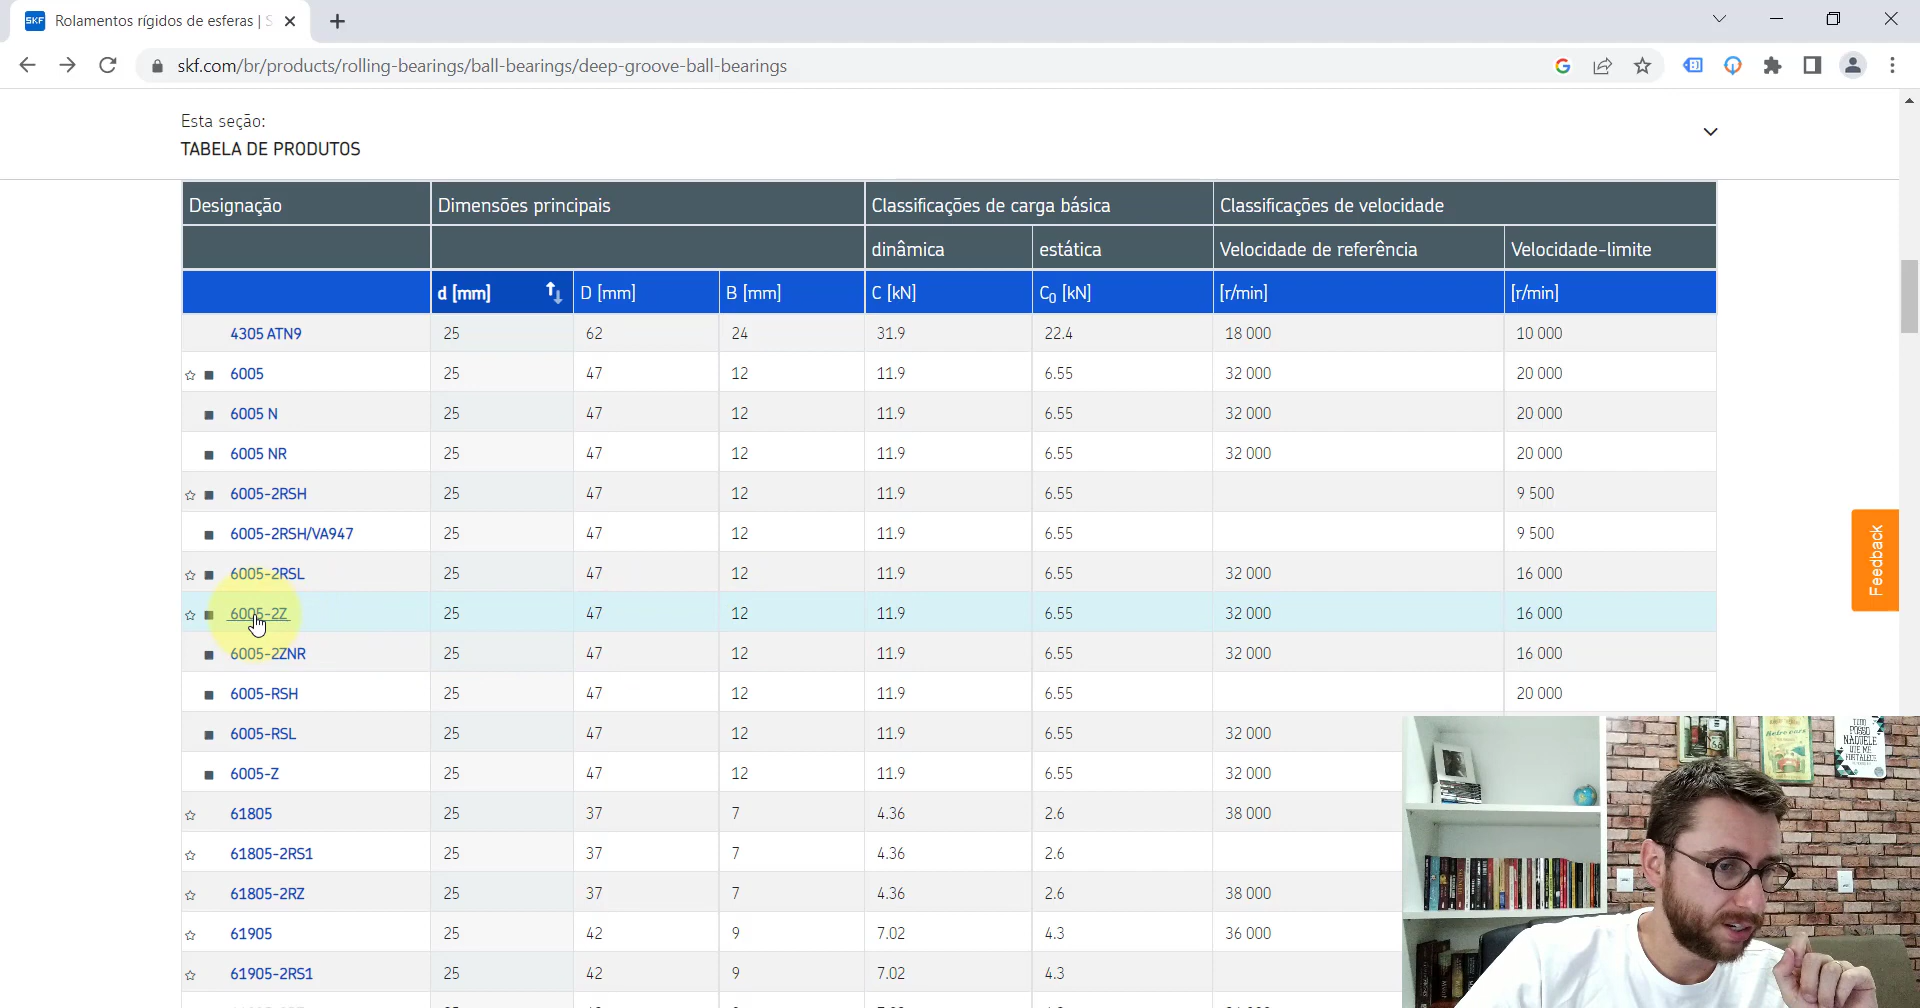 SKF Rolamentos rígidos de esferas | S
skf.com/br/products/rolling-bearings/ball-bearings/deep-groove-ball-bearings
Esta seção:
TABELA DE PRODUTOS
Designação Dimensões principais Classificações de carga básica Classificações de velocidade
dinâmica estática Velocidade de referência Velocidade-limite
d [mm] D [mm] B [mm] C [kN] C0 [kN] [r/min] [r/min]
4305 ATN9 25 62 24 31.9 22.4 18 000 10 000
6005 25 47 12 11.9 6.55 32 000 20 000
6005 N 25 47 12 11.9 6.55 32 000 20 000
6005 NR 25 47 12 11.9 6.55 32 000 20 000
6005-2RSH 25 47 12 11.9 6.55 9 500
6005-2RSH/VA947 25 47 12 11.9 6.55 9 500
6005-2RSL 25 47 12 11.9 6.55 32 000 16 000
6005-2Z 25 47 12 11.9 6.55 32 000 16 000
6005-2ZNR 25 47 12 11.9 6.55 32 000 16 000
6005-RSH 25 47 12 11.9 6.55 20 000
6005-RSL 25 47 12 11.9 6.55 32 000
6005-Z 25 47 12 11.9 6.55 32 000
61805 25 37 7 4.36 2.6 38 000
61805-2RS1 25 37 7 4.36 2.6
61805-2RZ 25 37 7 4.36 2.6 38 000
61905 25 42 9 7.02 4.3 36 000
61905-2RS1 25 42 9 7.02 4.3
Feedback
TUDO
POSSO
NAQUELE
QUE ME
FORTALECE